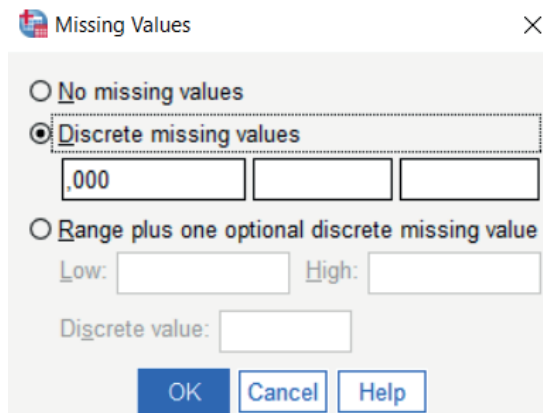 Missing Values
No missing values
Discrete missing values
,000
Range plus one optional discrete missing value
Low: High:
Discrete value:
OK Cancel Help